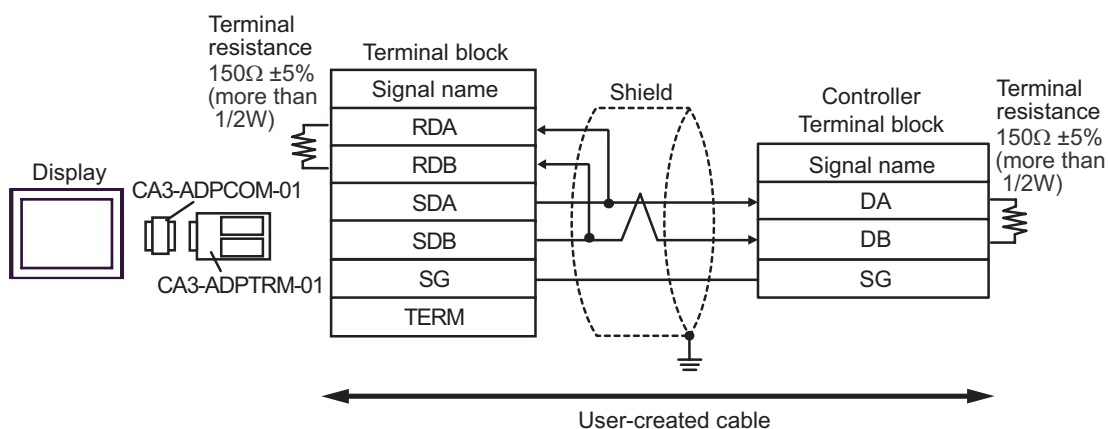 Terminal
resistance
150Ω ±5%
(more than
1/2W)
Terminal block
Signal name
RDA
RDB
SDA
SDB
SG
TERM
Display
CA3-ADPCOM-01
CA3-ADPTRM-01
Shield
Controller
Terminal block
Signal name
DA
DB
SG
Terminal
resistance
150Ω ±5%
(more than
1/2W)
User-created cable